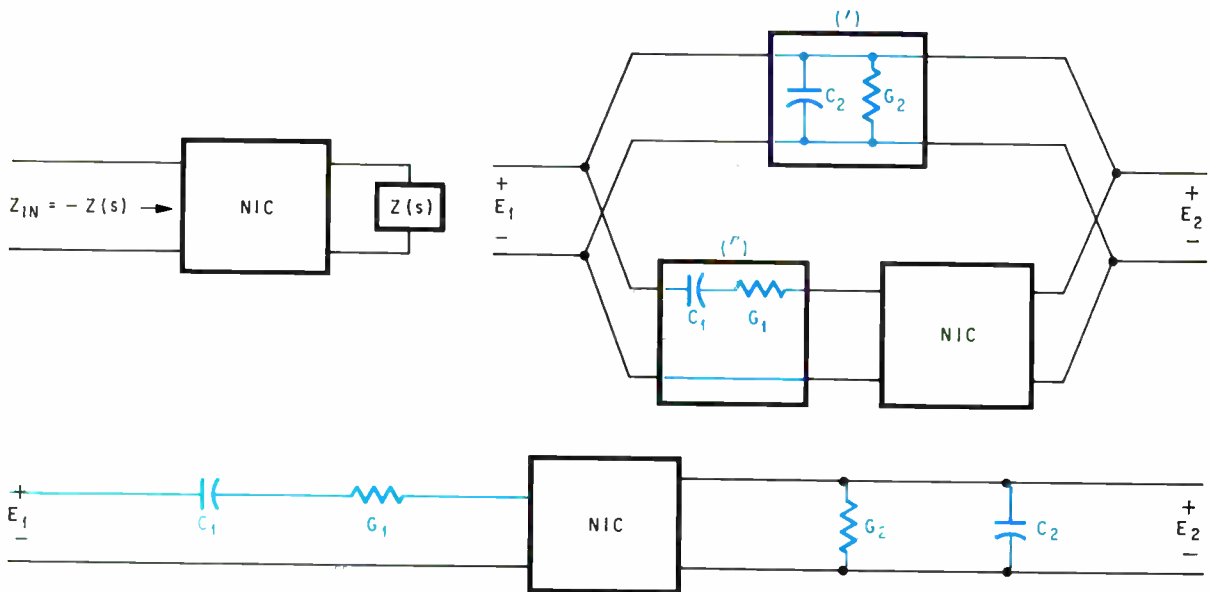 Z_IN = − Z(s)
NIC
Z(s)
(′)
C₂
G₂
+
E₁
−
(″)
C₁
G₁
NIC
+
E₂
−
+
E₁
−
C₁
G₁
NIC
G₂
C₂
+
E₂
−